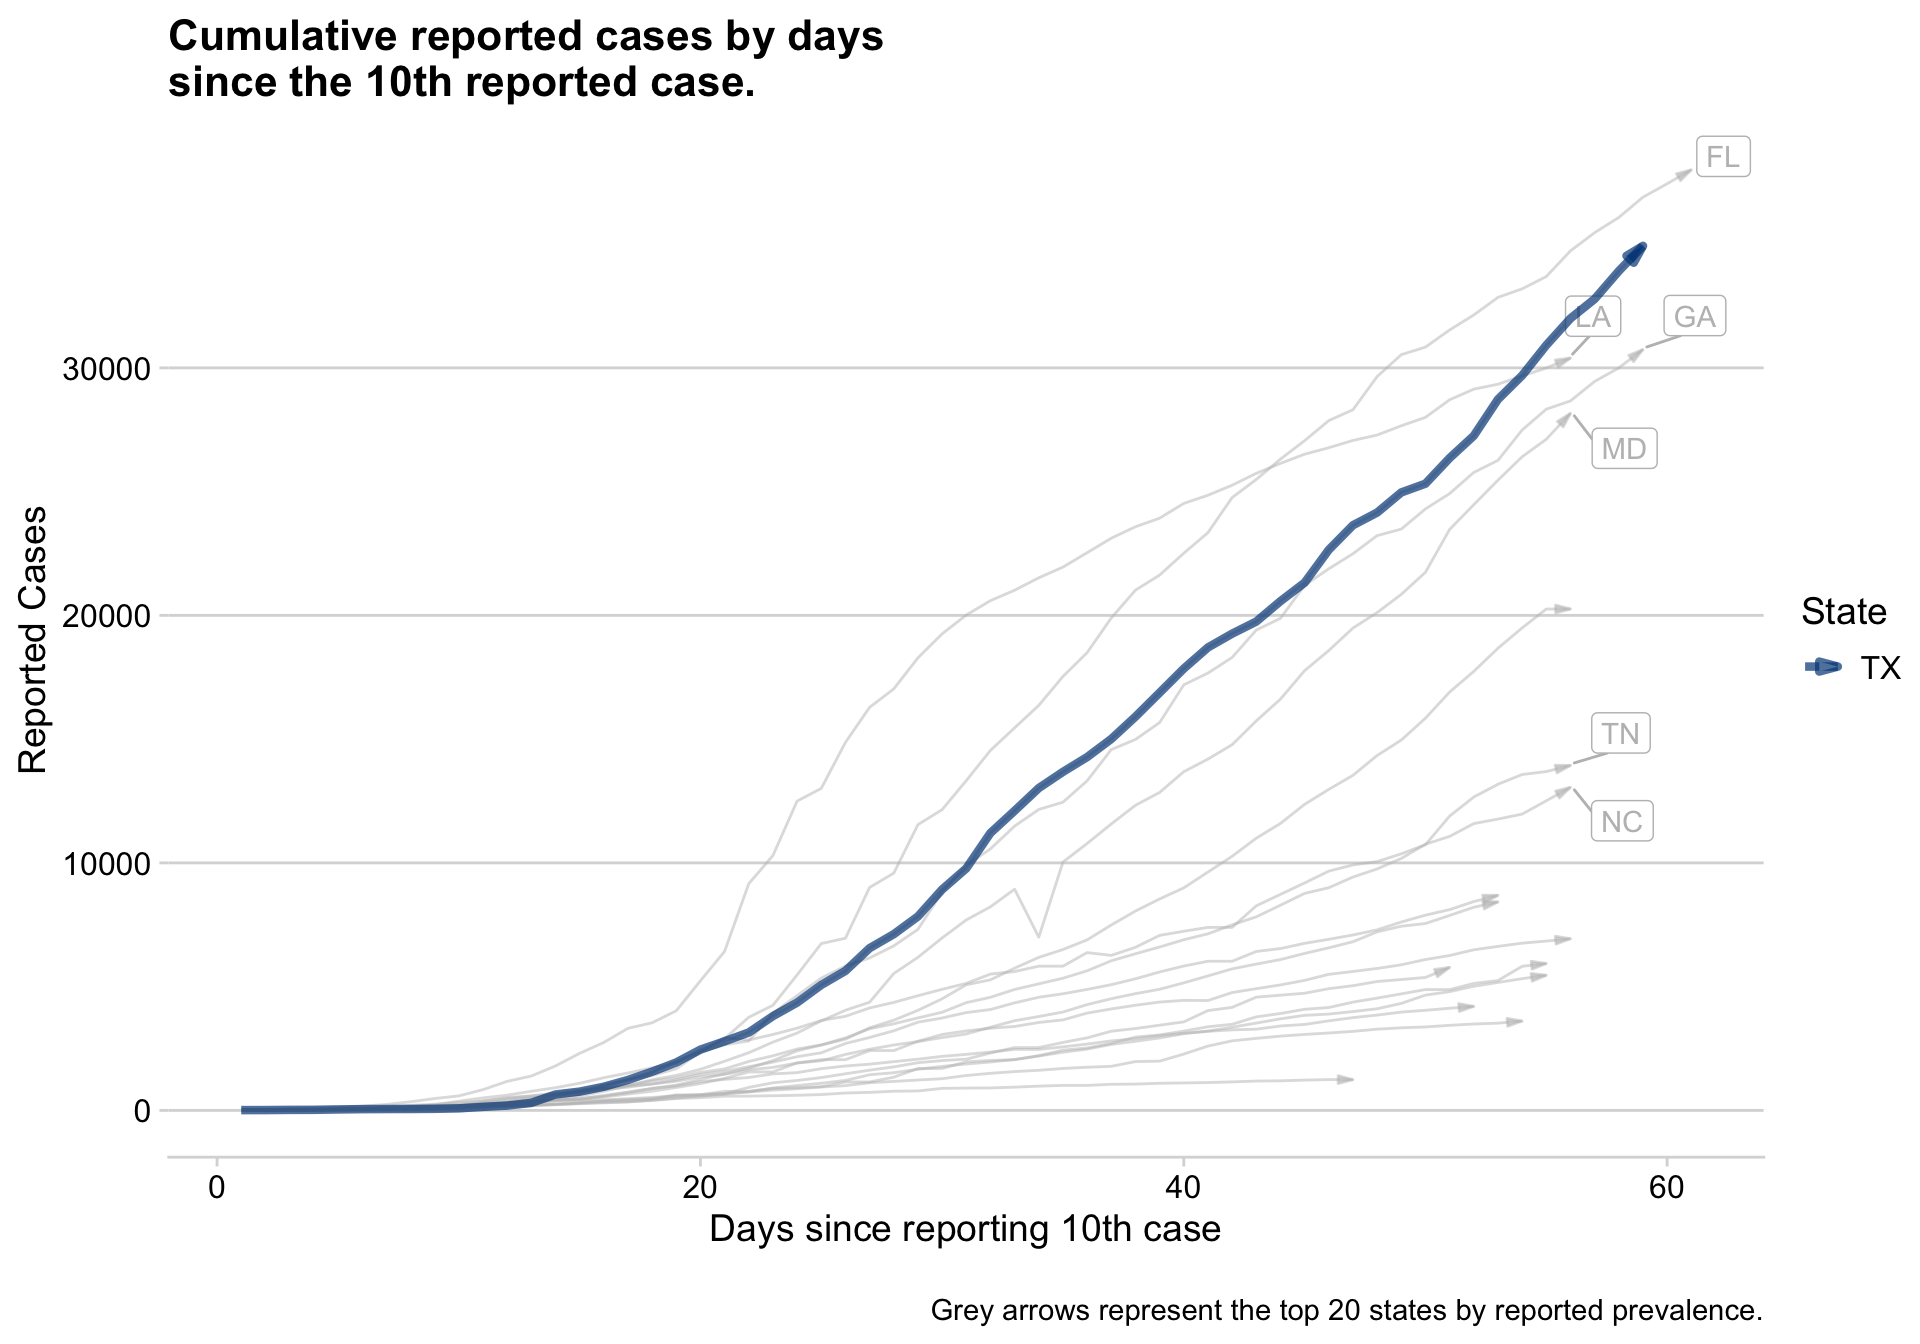 Cumulative reported cases by days
since the 10th reported case.
FL
LA
GA
30000
MD
Reported Cases
20000
State
TX
TN
NC
10000
0
0 20 40 60
Days since reporting 10th case
Grey arrows represent the top 20 states by reported prevalence.